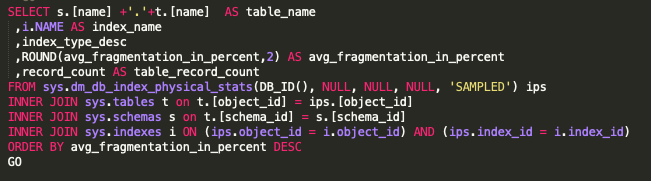 SELECT s.[name] +'.'+t.[name]  AS table_name
 ,i.NAME AS index_name
 ,index_type_desc
 ,ROUND(avg_fragmentation_in_percent,2) AS avg_fragmentation_in_percent
 ,record_count AS table_record_count
FROM sys.dm_db_index_physical_stats(DB_ID(), NULL, NULL, NULL, 'SAMPLED') ips
INNER JOIN sys.tables t on t.[object_id] = ips.[object_id]
INNER JOIN sys.schemas s on t.[schema_id] = s.[schema_id]
INNER JOIN sys.indexes i ON (ips.object_id = i.object_id) AND (ips.index_id = i.index_id)
ORDER BY avg_fragmentation_in_percent DESC
GO